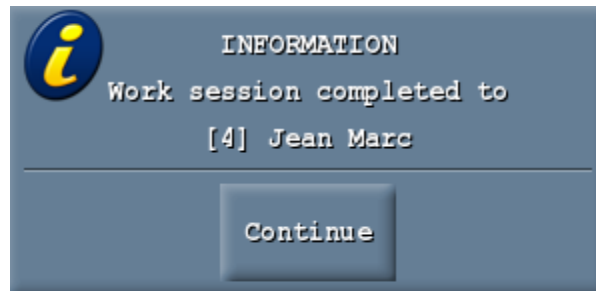 INFORMATION
Work session completed to
[4] Jean Marc
Continue